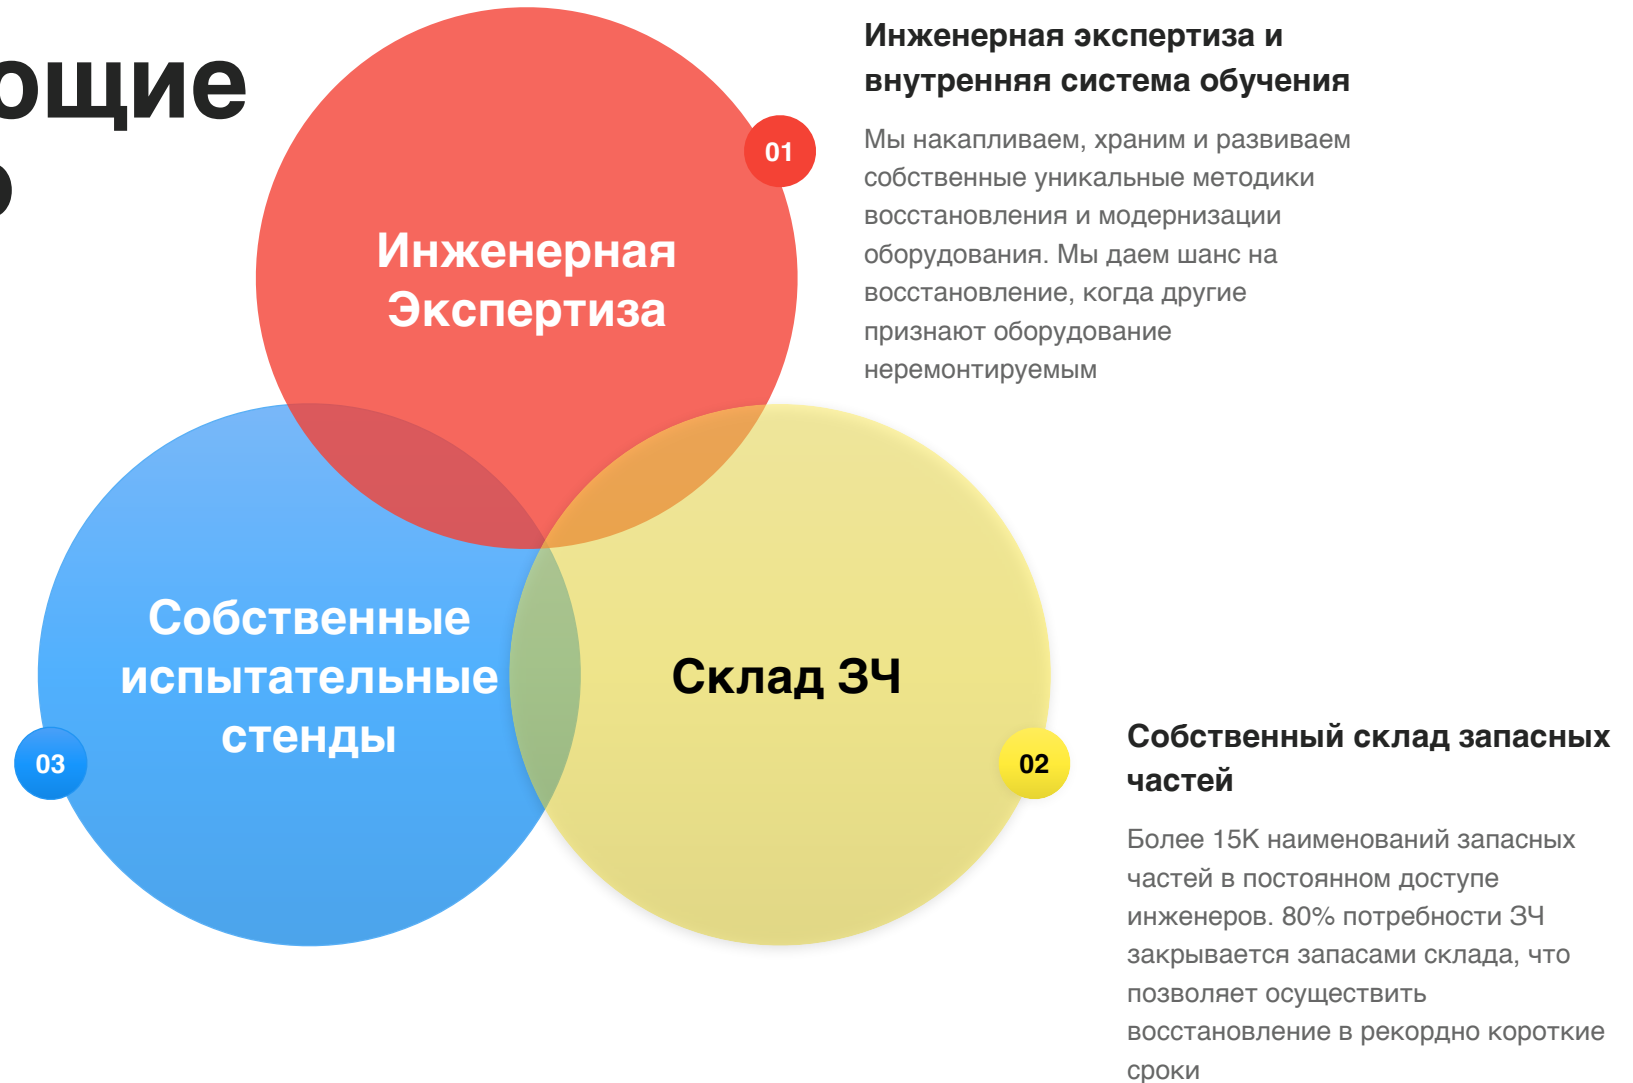 Инженерная
Экспертиза
01
Инженерная экспертиза и
внутренняя система обучения
Мы накапливаем, храним и развиваем
собственные уникальные методики
восстановления и модернизации
оборудования. Мы даем шанс на
восстановление, когда другие
признают оборудование
неремонтируемым
Собственные
испытательные
стенды
03
Склад ЗЧ
02
Собственный склад запасных
частей
Более 15К наименований запасных
частей в постоянном доступе
инженеров. 80% потребности ЗЧ
закрывается запасами склада, что
позволяет осуществить
восстановление в рекордно короткие
сроки